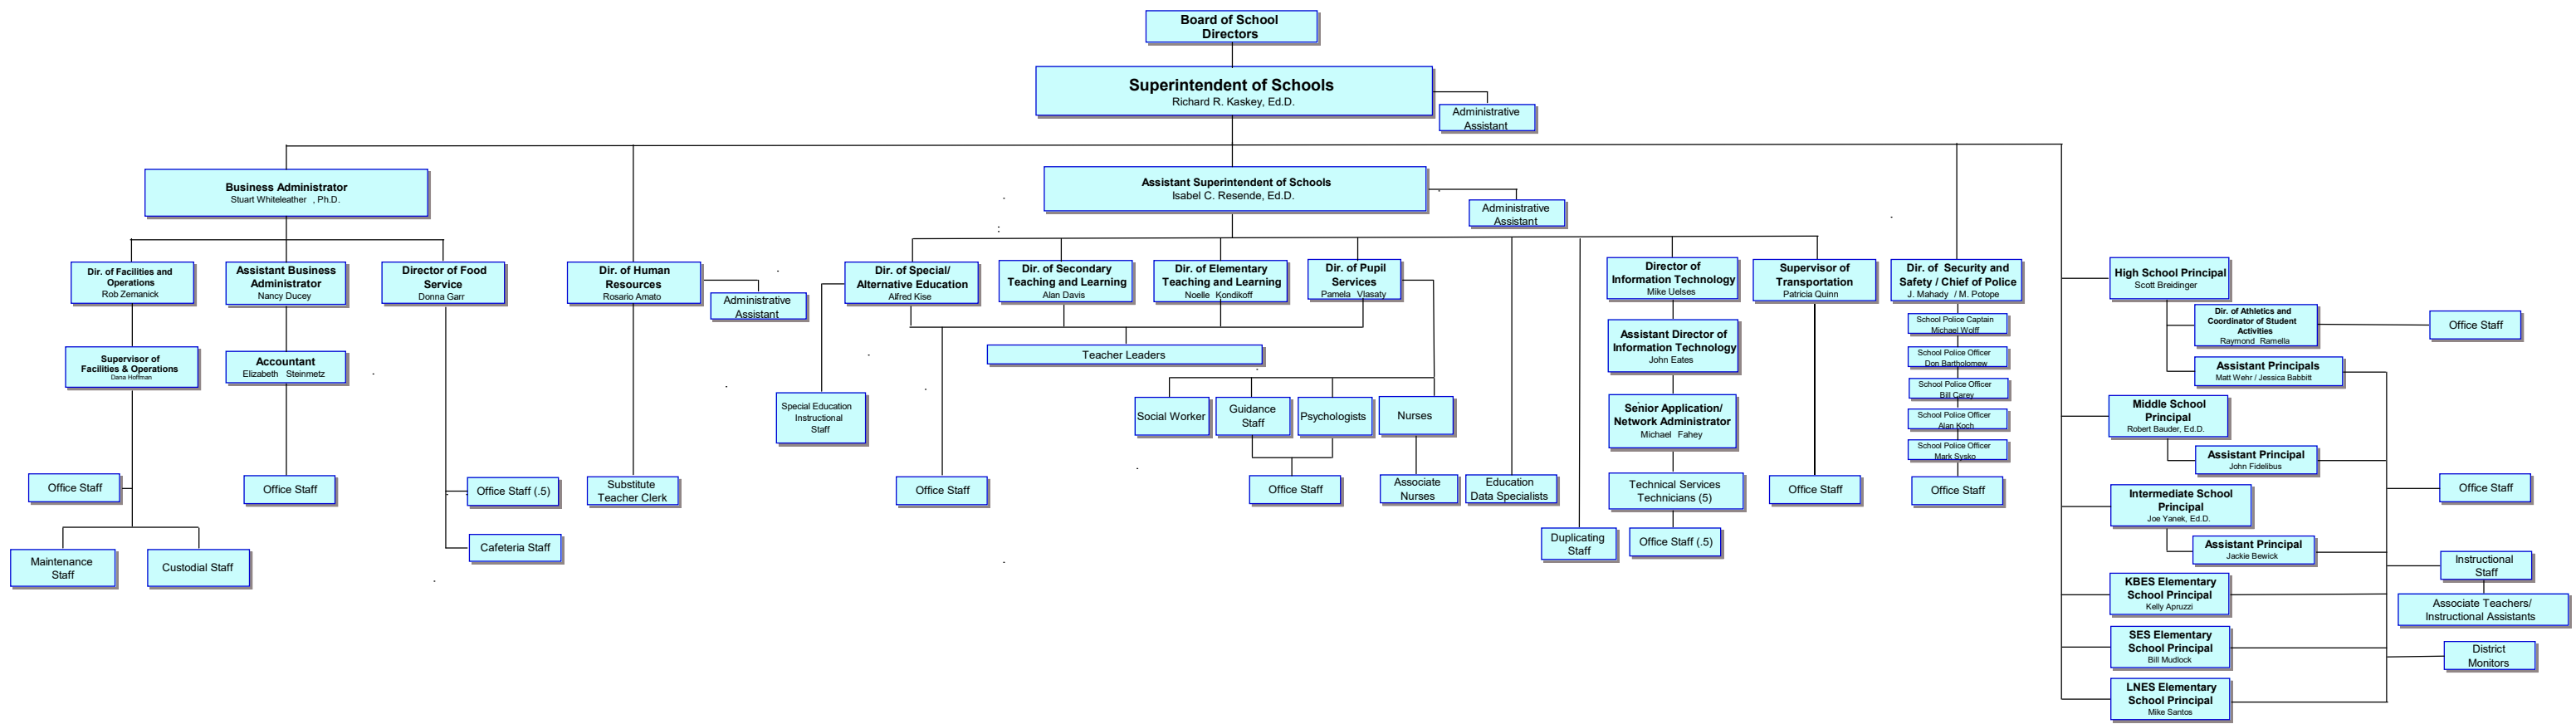 Board of School
Directors
Superintendent of Schools
Richard R. Kaskey, Ed.D.
Administrative
Assistant
Business Administrator
Stuart Whiteleather , Ph.D.
Assistant Superintendent of Schools
Isabel C. Resende, Ed.D.
Administrative
Assistant
Dir. of Facilities and
Operations
Rob Zemanick
Assistant Business
Administrator
Nancy Ducey
Director of Food
Service
Donna Garr
Dir. of Human
Resources
Rosario Amato
Administrative
Assistant
Dir. of Special/
Alternative Education
Alfred Kise
Dir. of Secondary
Teaching and Learning
Alan Davis
Dir. of Elementary
Teaching and Learning
Noelle Kondikoff
Dir. of Pupil
Services
Pamela Vlasaty
Director of
Information Technology
Mike Uelses
Supervisor of
Transportation
Patricia Quinn
Dir. of Security and
Safety / Chief of Police
J. Mahady / M. Potope
High School Principal
Scott Breidinger
Dir. of Athletics and
Coordinator of Student
Activities
Raymond Ramella
Office Staff
School Police Captain
Michael Wolff
Assistant Director of
Information Technology
John Eates
Teacher Leaders
Supervisor of
Facilities & Operations
Dana Hoffman
Accountant
Elizabeth Steinmetz
School Police Officer
Don Bartholomew
Assistant Principals
Matt Wehr / Jessica Babbitt
School Police Officer
Bill Carey
Special Education
Instructional
Staff
Social Worker
Guidance
Staff
Psychologists
Nurses
Senior Application/
Network Administrator
Michael Fahey
School Police Officer
Alan Koch
Middle School
Principal
Robert Bauder, Ed.D.
School Police Officer
Mark Sysko
Assistant Principal
John Fidelibus
Office Staff
Office Staff
Office Staff (.5)
Substitute
Teacher Clerk
Office Staff
Office Staff
Associate
Nurses
Education
Data Specialists
Technical Services
Technicians (5)
Office Staff
Office Staff
Office Staff
Intermediate School
Principal
Joe Yanek, Ed.D.
Maintenance
Staff
Custodial Staff
Cafeteria Staff
Duplicating
Staff
Office Staff (.5)
Assistant Principal
Jackie Bewick
Instructional
Staff
KBES Elementary
School Principal
Kelly Apruzzi
Associate Teachers/
Instructional Assistants
SES Elementary
School Principal
Bill Mudlock
District
Monitors
LNES Elementary
School Principal
Mike Santos